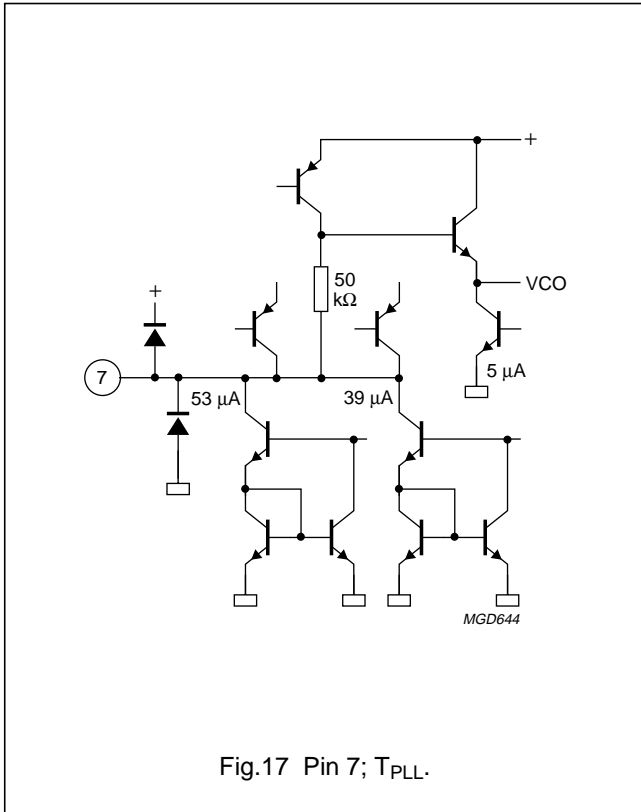 +
50
kΩ
VCO
+
5 µA
7
53 µA
39 µA
MGD644
Fig.17 Pin 7; TPLL.